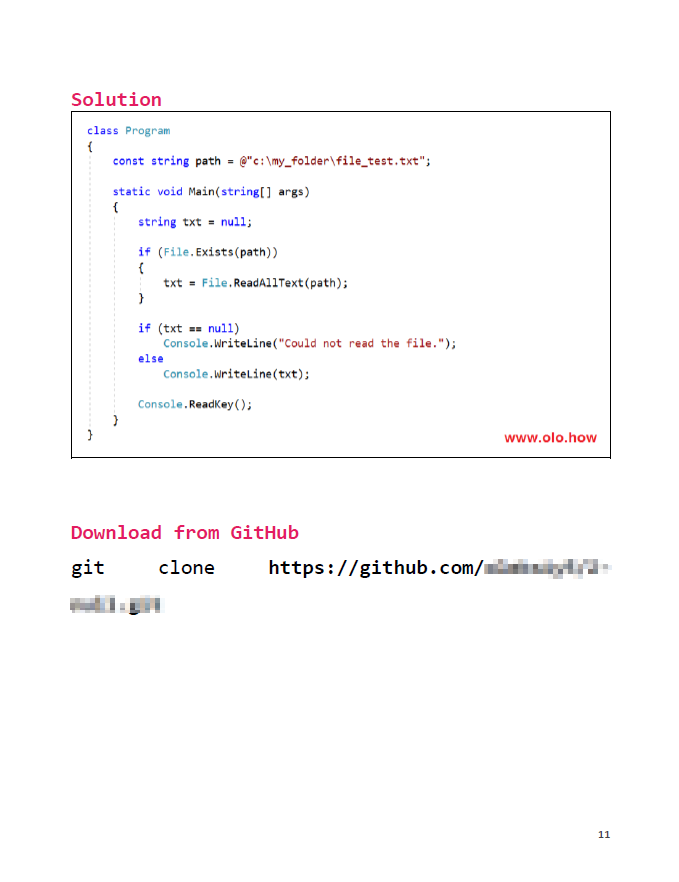 Solution
class Program
{
const string path = @"c:\my_folder\file_test.txt";
static void Main(string[] args)
{
string txt = null;
if (File.Exists(path))
{
txt = File.ReadAllText(path);
}
if (txt == null)
Console.WriteLine("Could not read the file.");
else
Console.WriteLine(txt);
Console.ReadKey();
}
}
www.olo.how
Download from GitHub
git clone https://github.com/
11